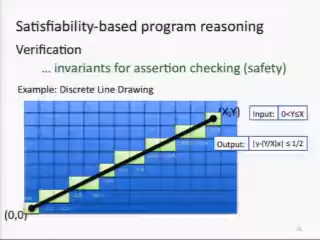 Satisfiability-based program reasoning
Verification
... invariants for assertion checking (safety)
Example: Discrete Line Drawing
(X,Y)
Input: 0<Y≤X
Output: |y-(Y/X)x| ≤ 1/2
(0,0)